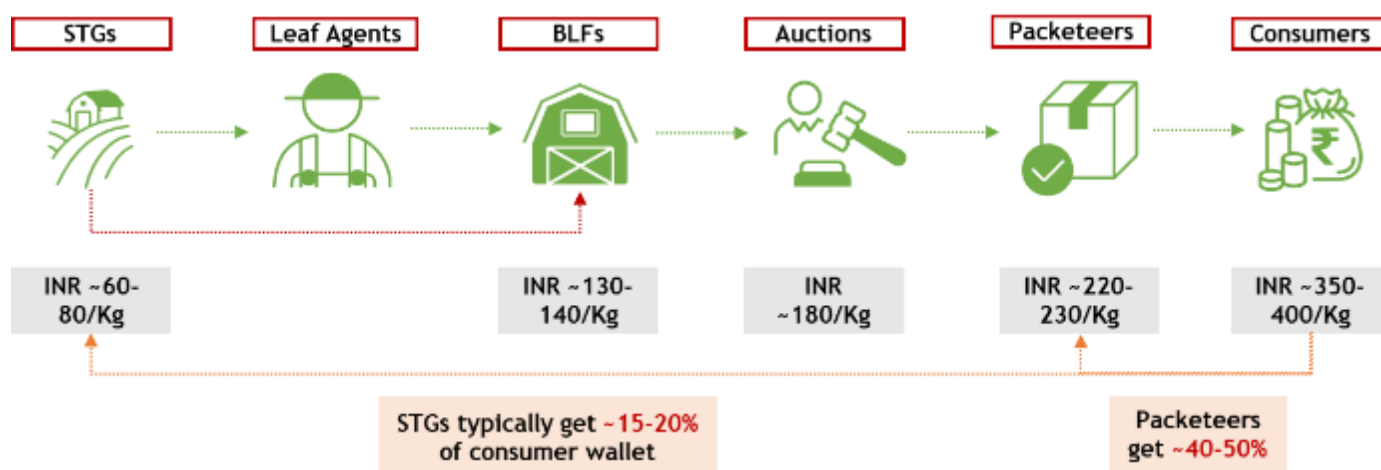 STGs
Leaf Agents
BLFs
Auctions
Packeteers
Consumers
₹
INR ~60-
80/Kg
INR ~130-
140/Kg
INR
~180/Kg
INR ~220-
230/Kg
INR ~350-
400/Kg
STGs typically get ~15-20%
of consumer wallet
Packeteers
get ~40-50%